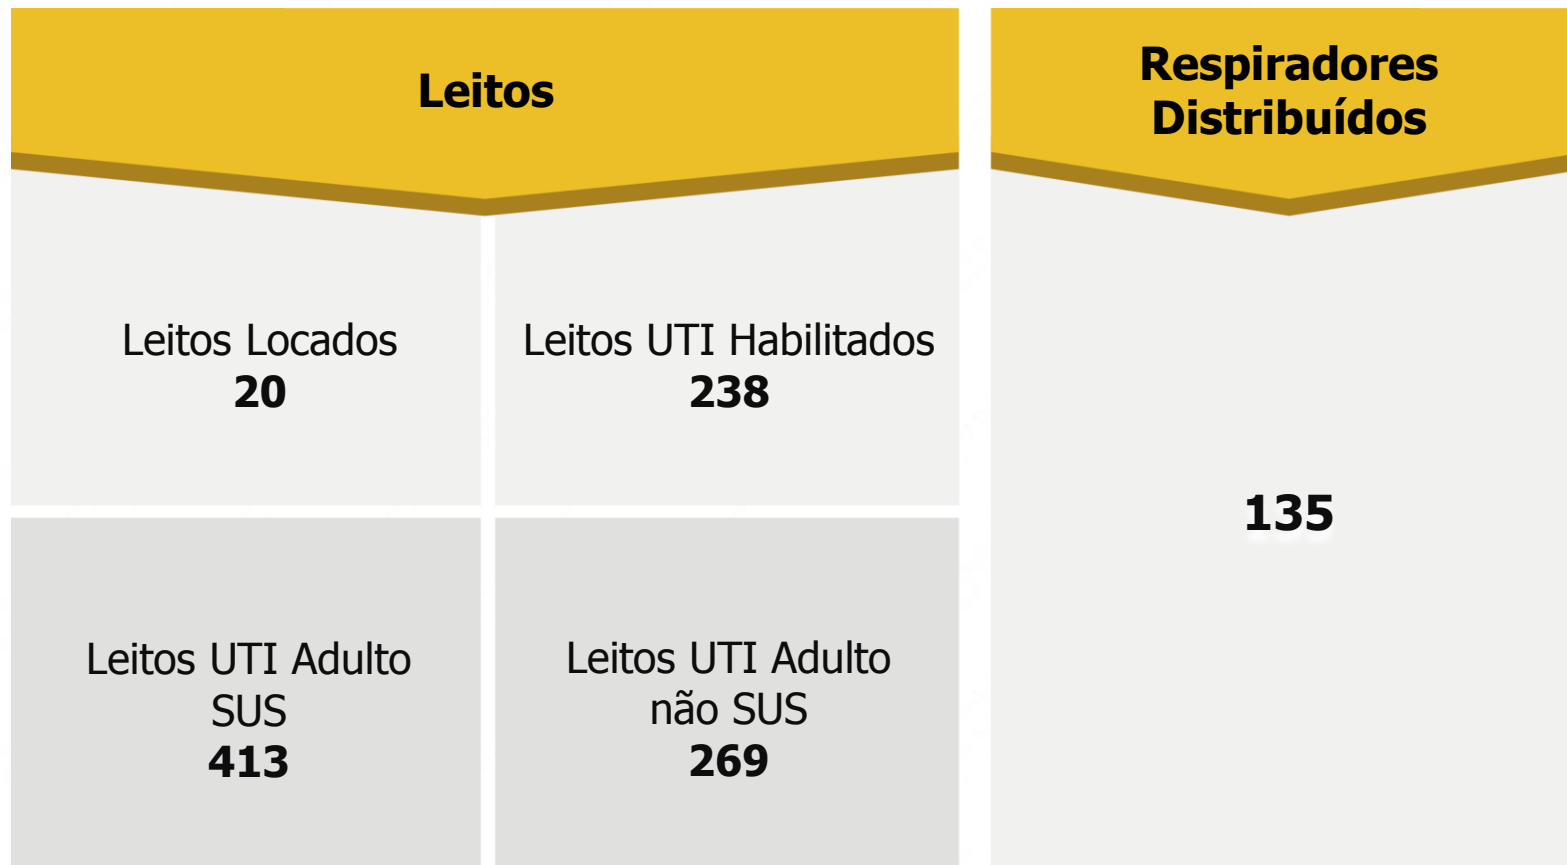 Leitos
Respiradores
Distribuídos
Leitos Locados
20
Leitos UTI Habilitados
238
Leitos UTI Adulto
SUS
413
Leitos UTI Adulto
não SUS
269
135